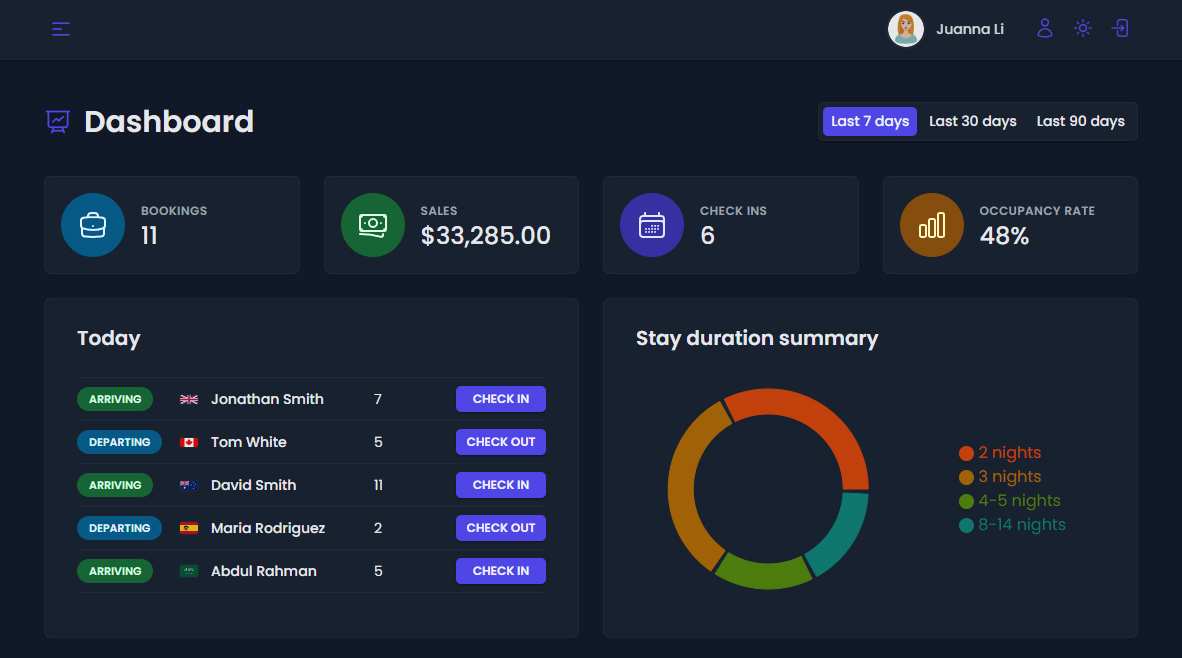 Juanna Li
Dashboard
Last 7 days Last 30 days Last 90 days
BOOKINGS
11
SALES
$33,285.00
CHECK INS
6
OCCUPANCY RATE
48%
Today
ARRIVING Jonathan Smith 7 CHECK IN
DEPARTING Tom White 5 CHECK OUT
ARRIVING David Smith 11 CHECK IN
DEPARTING Maria Rodriguez 2 CHECK OUT
ARRIVING Abdul Rahman 5 CHECK IN
Stay duration summary
2 nights
3 nights
4-5 nights
8-14 nights